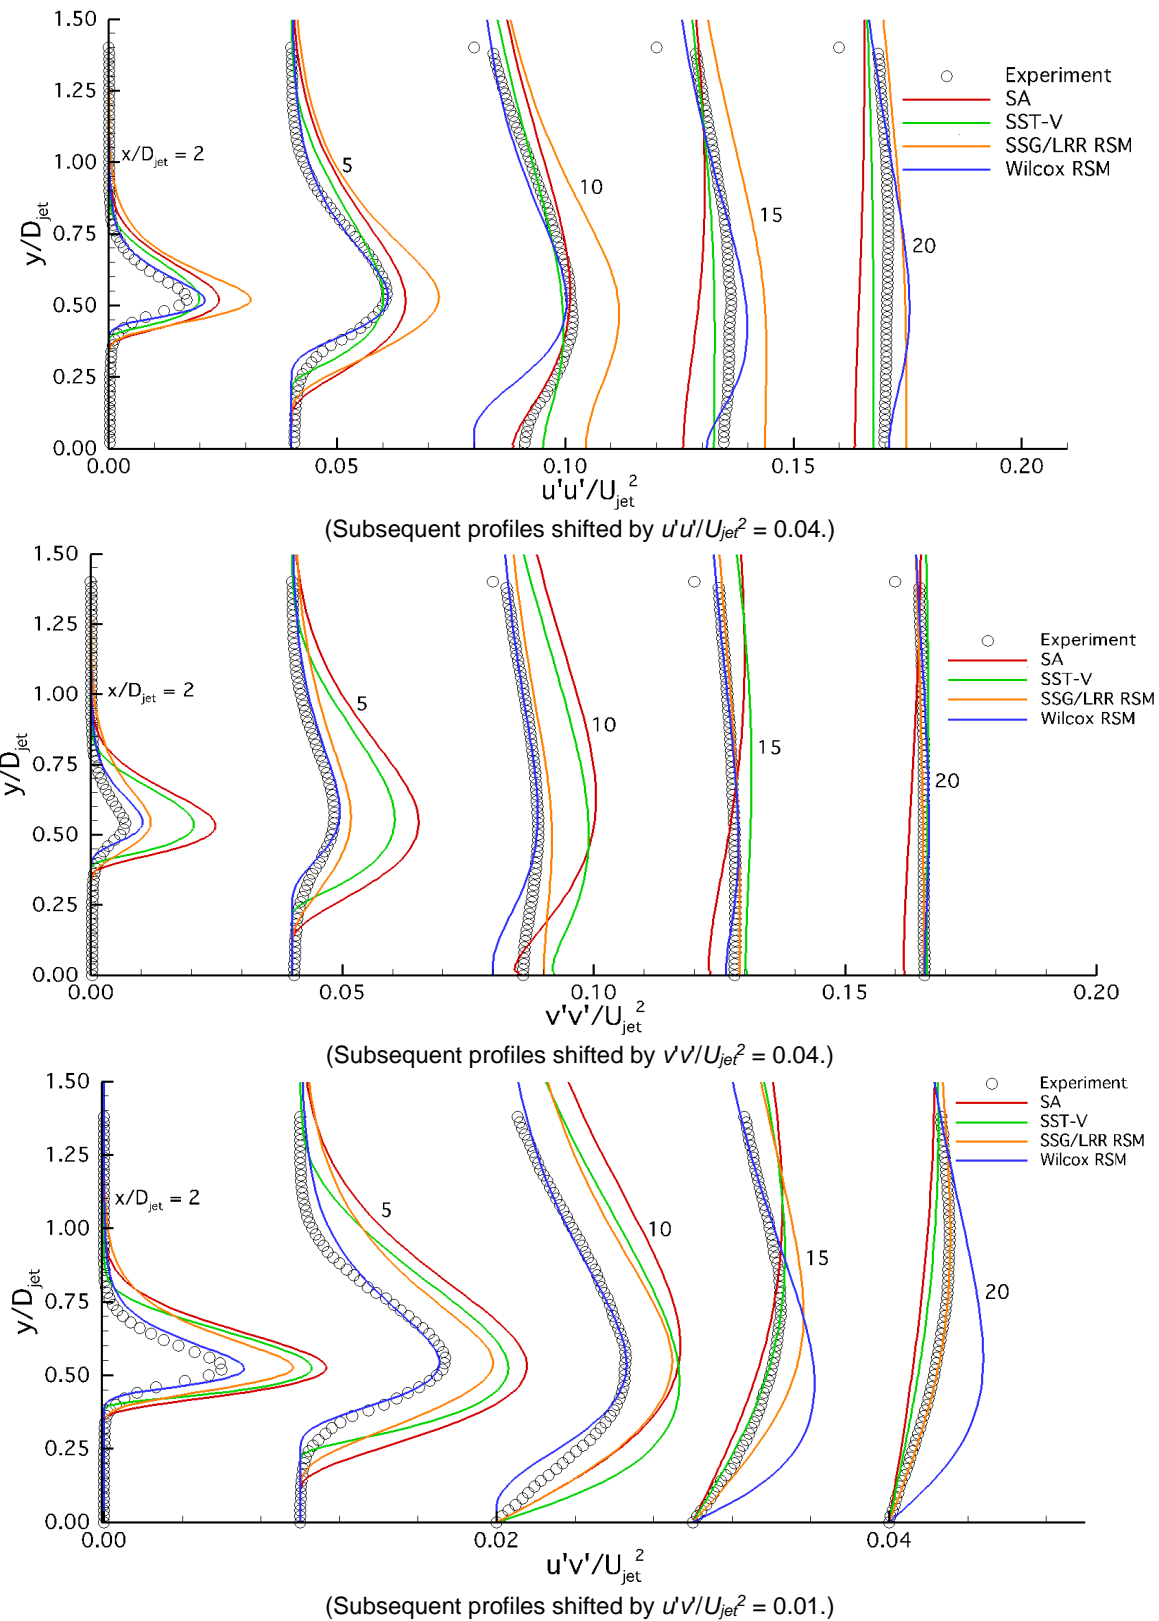 1.50
1.25
1.00
0.75
0.50
0.25
0.00
y/D_jet
x/D_jet = 2
5
10
15
20
Experiment
SA
SST-V
SSG/LRR RSM
Wilcox RSM
0.00 0.05 0.10 0.15 0.20
u'u'/U_jet^2
(Subsequent profiles shifted by u'u'/U_jet^2 = 0.04.)
1.50
1.25
1.00
0.75
0.50
0.25
0.00
y/D_jet
x/D_jet = 2
5
10
15
20
Experiment
SA
SST-V
SSG/LRR RSM
Wilcox RSM
0.00 0.05 0.10 0.15 0.20
v'v'/U_jet^2
(Subsequent profiles shifted by v'v'/U_jet^2 = 0.04.)
1.50
1.25
1.00
0.75
0.50
0.25
0.00
y/D_jet
x/D_jet = 2
5
10
15
20
Experiment
SA
SST-V
SSG/LRR RSM
Wilcox RSM
0.00 0.02 0.04
u'v'/U_jet^2
(Subsequent profiles shifted by u'v'/U_jet^2 = 0.01.)